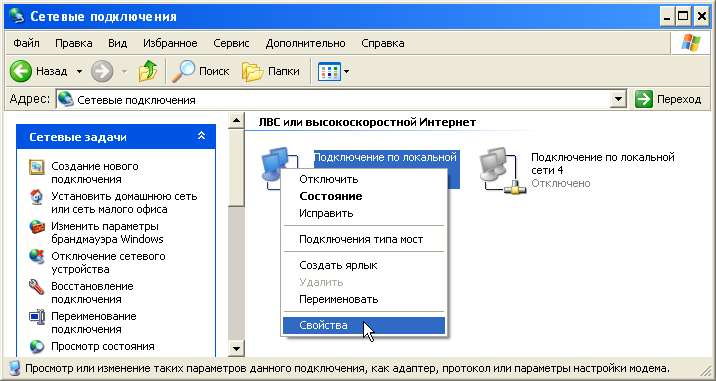 Сетевые подключения
Файл Правка Вид Избранное Сервис Дополнительно Справка
Назад Поиск Папки
Адрес: Сетевые подключения Переход
Сетевые задачи
Создание нового
подключения
Установить домашнюю сеть
или сеть малого офиса
Изменить параметры
брандмауэра Windows
Отключение сетевого
устройства
Восстановление
подключения
Переименование
подключения
Просмотр состояния
ЛВС или высокоскоростной Интернет
Подключение по локальной
Подключение по локальной
сети 4
Отключено
Отключить
Состояние
Исправить
Подключения типа мост
Создать ярлык
Удалить
Переименовать
Свойства
Просмотр или изменение таких параметров данного подключения, как адаптер, протокол или параметры настройки модема.